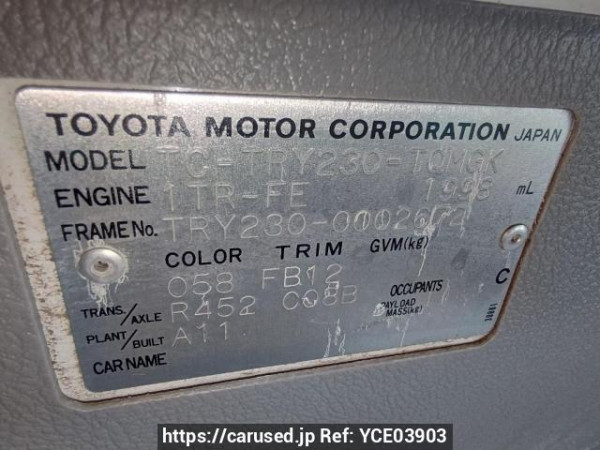 TOYOTA MOTOR CORPORATION JAPAN
MODEL TC-TRY230-TQMGK
ENGINE 1TR-FE 1998 mL
FRAME No. TRY230-0002674
COLOR TRIM GVM(kg)
058 FB12
TRANS./AXLE R452 C08B OCCUPANTS C
PLANT/BUILT A11 PAYLOAD MASS(kg)
CAR NAME
https://carused.jp Ref: YCE03903